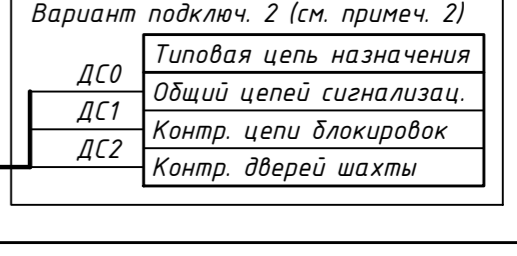 Вариант подключ. 2 (см. примеч. 2)
Типовая цепь назначения
ДС0 Общий цепей сигнализац.
ДС1 Контр. цепи блокировок
ДС2 Контр. дверей шахты